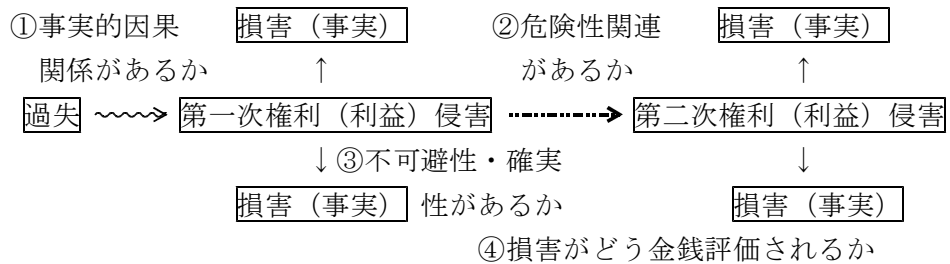 ①事実的因果 損害（事実） ②危険性関連 損害（事実）
関係があるか ↑ があるか ↑
過失 → 第一次権利（利益）侵害 → 第二次権利（利益）侵害
↓③不可避性・確実 ↓
損害（事実） 性があるか 損害（事実）
④損害がどう金銭評価されるか